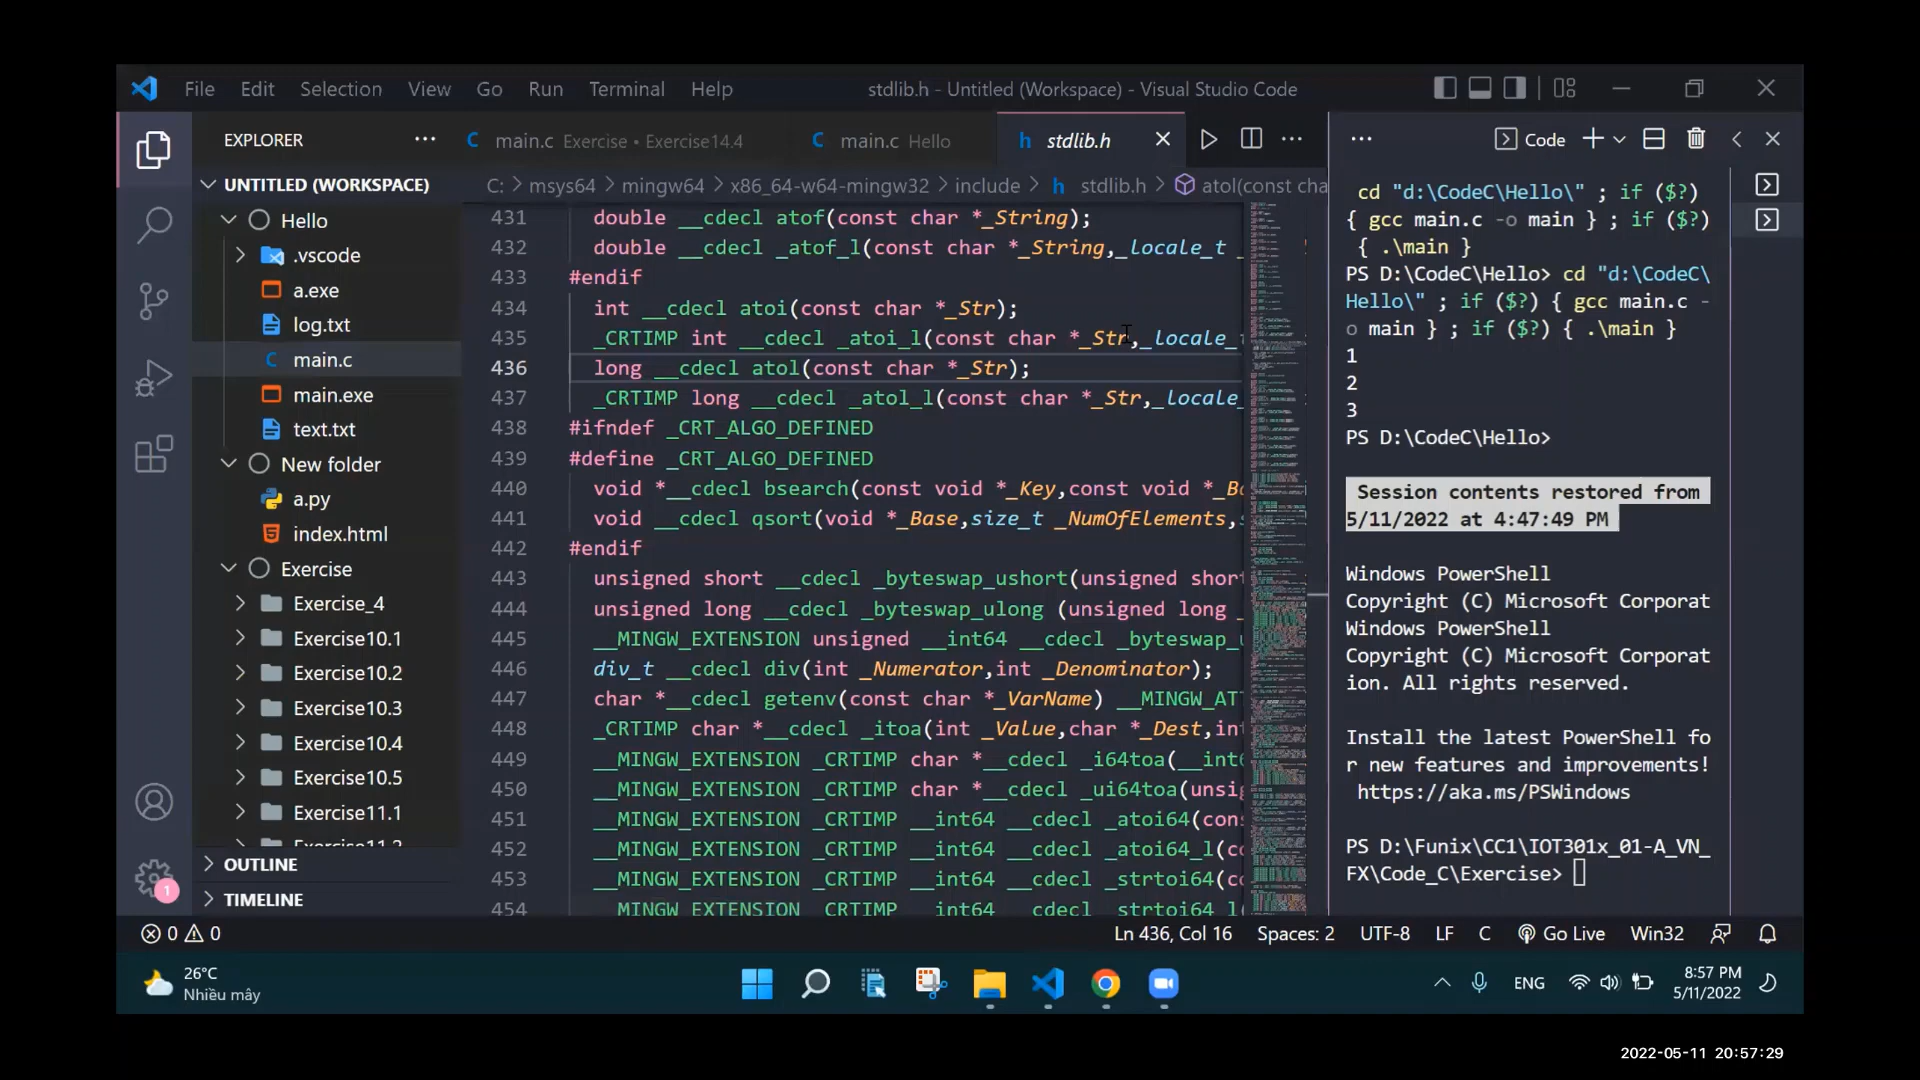 File Edit Selection View Go Run Terminal Help stdlib.h - Untitled (Workspace) - Visual Studio Code
EXPLORER
UNTITLED (WORKSPACE)
Hello
.vscode
a.exe
log.txt
main.c
main.exe
text.txt
New folder
a.py
index.html
Exercise
Exercise_4
Exercise10.1
Exercise10.2
Exercise10.3
Exercise10.4
Exercise10.5
Exercise11.1
Exercise11.2
OUTLINE
TIMELINE
1
C main.c Exercise • Exercise14.4 C main.c Hello h stdlib.h
C: > msys64 > mingw64 > x86_64-w64-mingw32 > include > h stdlib.h > atol(const cha
431 double __cdecl atof(const char *_String);
432 double __cdecl _atof_l(const char *_String,_locale_t _
433 #endif
434 int __cdecl atoi(const char *_Str);
435 _CRTIMP int __cdecl _atoi_l(const char *_Str,_locale_t
436 long __cdecl atol(const char *_Str);
437 _CRTIMP long __cdecl _atol_l(const char *_Str,_locale_
438 #ifndef _CRT_ALGO_DEFINED
439 #define _CRT_ALGO_DEFINED
440 void *__cdecl bsearch(const void *_Key,const void *_Ba
441 void __cdecl qsort(void *_Base,size_t _NumOfElements,s
442 #endif
443 unsigned short __cdecl _byteswap_ushort(unsigned short
444 unsigned long __cdecl _byteswap_ulong (unsigned long _
445 __MINGW_EXTENSION unsigned __int64 __cdecl _byteswap_u
446 div_t __cdecl div(int _Numerator,int _Denominator);
447 char *__cdecl getenv(const char *_VarName) __MINGW_ATT
448 _CRTIMP char *__cdecl _itoa(int _Value,char *_Dest,int
449 __MINGW_EXTENSION _CRTIMP char *__cdecl _i64toa(__int6
450 __MINGW_EXTENSION _CRTIMP char *__cdecl _ui64toa(unsig
451 __MINGW_EXTENSION _CRTIMP __int64 __cdecl _atoi64(cons
452 __MINGW_EXTENSION _CRTIMP __int64 __cdecl _atoi64_l(co
453 __MINGW_EXTENSION _CRTIMP __int64 __cdecl _strtoi64(co
454 __MINGW_EXTENSION _CRTIMP __int64 __cdecl _strtoi64_l(
Code
cd "d:\CodeC\Hello\" ; if ($?)
{ gcc main.c -o main } ; if ($?)
{ .\main }
PS D:\CodeC\Hello> cd "d:\CodeC\
Hello\" ; if ($?) { gcc main.c -
o main } ; if ($?) { .\main }
1
2
3
PS D:\CodeC\Hello>
Session contents restored from
5/11/2022 at 4:47:49 PM
Windows PowerShell
Copyright (C) Microsoft Corporat
Windows PowerShell
Copyright (C) Microsoft Corporat
ion. All rights reserved.
Install the latest PowerShell fo
r new features and improvements!
https://aka.ms/PSWindows
PS D:\Funix\CC1\IOT301x_01-A_VN_
FX\Code_C\Exercise>
0 0 Ln 436, Col 16 Spaces: 2 UTF-8 LF C Go Live Win32
26°C
Nhiều mây
ENG
8:57 PM
5/11/2022
2022-05-11 20:57:29